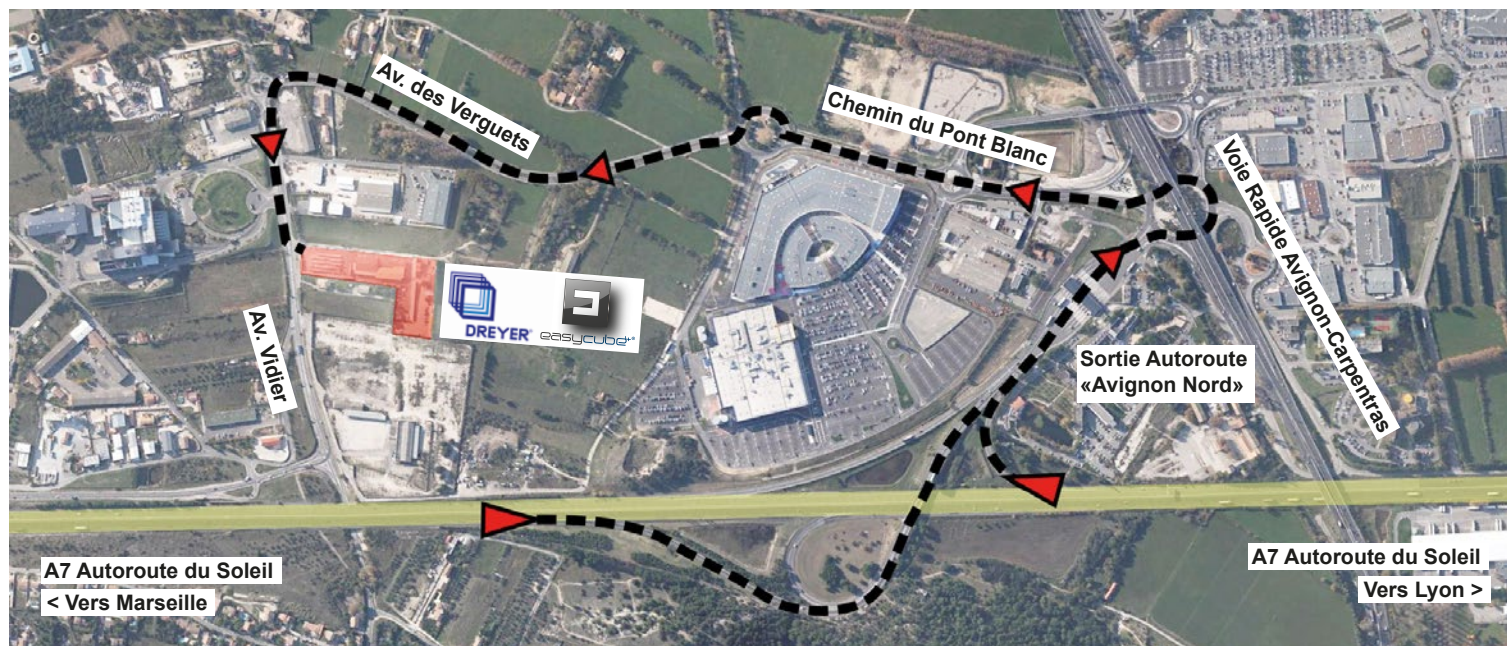 Av. des Verguets
Chemin du Pont Blanc
Voie Rapide Avignon-Carpentras
DREYER®
easycube+®
Av. Vidier
Sortie Autoroute
«Avignon Nord»
A7 Autoroute du Soleil
< Vers Marseille
A7 Autoroute du Soleil
Vers Lyon >